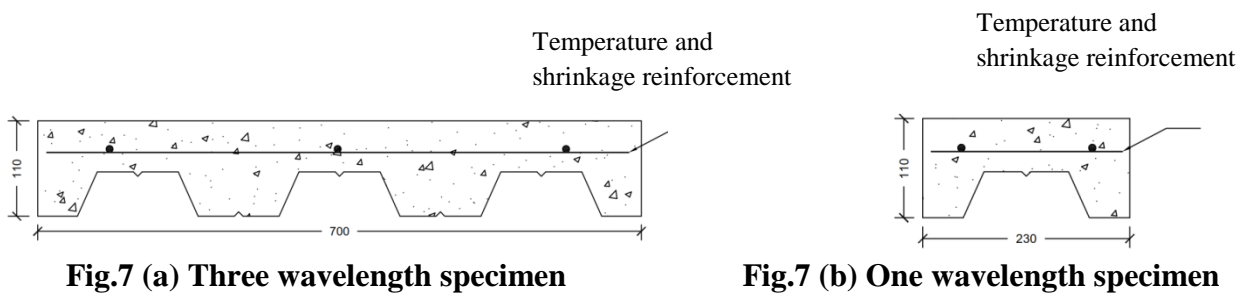 Temperature and
shrinkage reinforcement
110
700
Fig.7 (a) Three wavelength specimen
Temperature and
shrinkage reinforcement
110
230
Fig.7 (b) One wavelength specimen